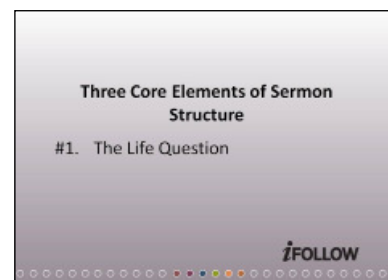 Three Core Elements of Sermon
Structure
#1. The Life Question
iFOLLOW